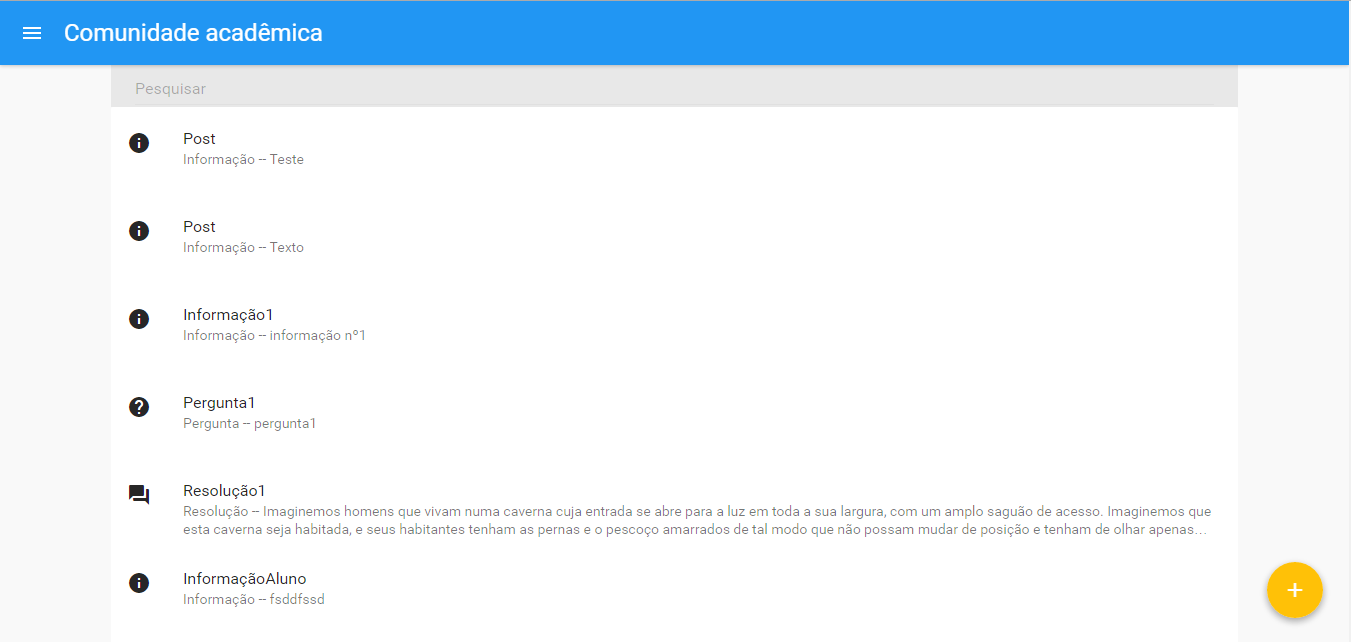 Comunidade acadêmica
Pesquisar
Post
Informação -- Teste
Post
Informação -- Texto
Informação1
Informação -- informação nº1
Pergunta1
Pergunta -- pergunta1
Resolução1
Resolução -- Imaginemos homens que vivam numa caverna cuja entrada se abre para a luz em toda a sua largura, com um amplo saguão de acesso. Imaginemos que
esta caverna seja habitada, e seus habitantes tenham as pernas e o pescoço amarrados de tal modo que não possam mudar de posição e tenham de olhar apenas...
InformaçãoAluno
Informação -- fsddfssd